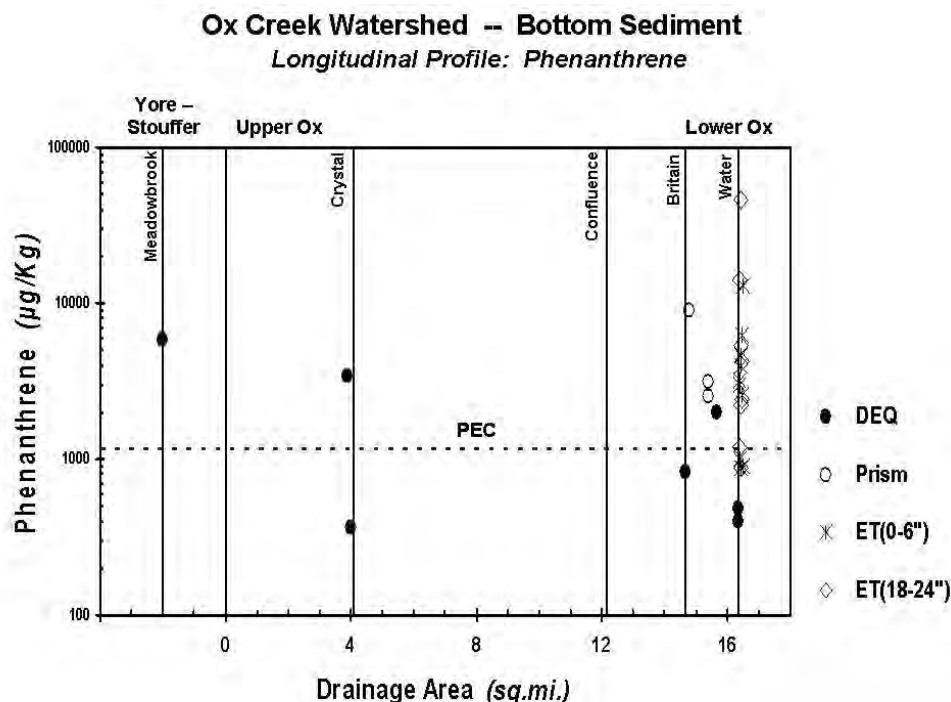 Ox Creek Watershed -- Bottom Sediment
Longitudinal Profile: Phenanthrene
Yore –
Stouffer
Upper Ox
Lower Ox
Meadowbrook
Crystal
Confluence
Britain
Water
Phenanthrene (µg/Kg)
100000
10000
1000
100
PEC
0 4 8 12 16
Drainage Area (sq.mi.)
DEQ
Prism
ET(0-6")
ET(18-24")